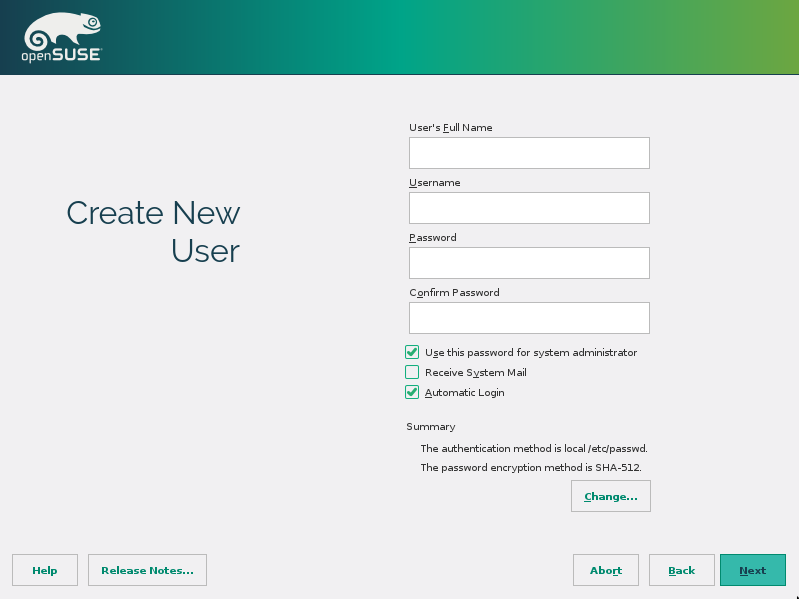 openSUSE
Create New
User
User's Full Name
Username
Password
Confirm Password
Use this password for system administrator
Receive System Mail
Automatic Login
Summary
The authentication method is local /etc/passwd.
The password encryption method is SHA-512.
Change...
Help
Release Notes...
Abort
Back
Next